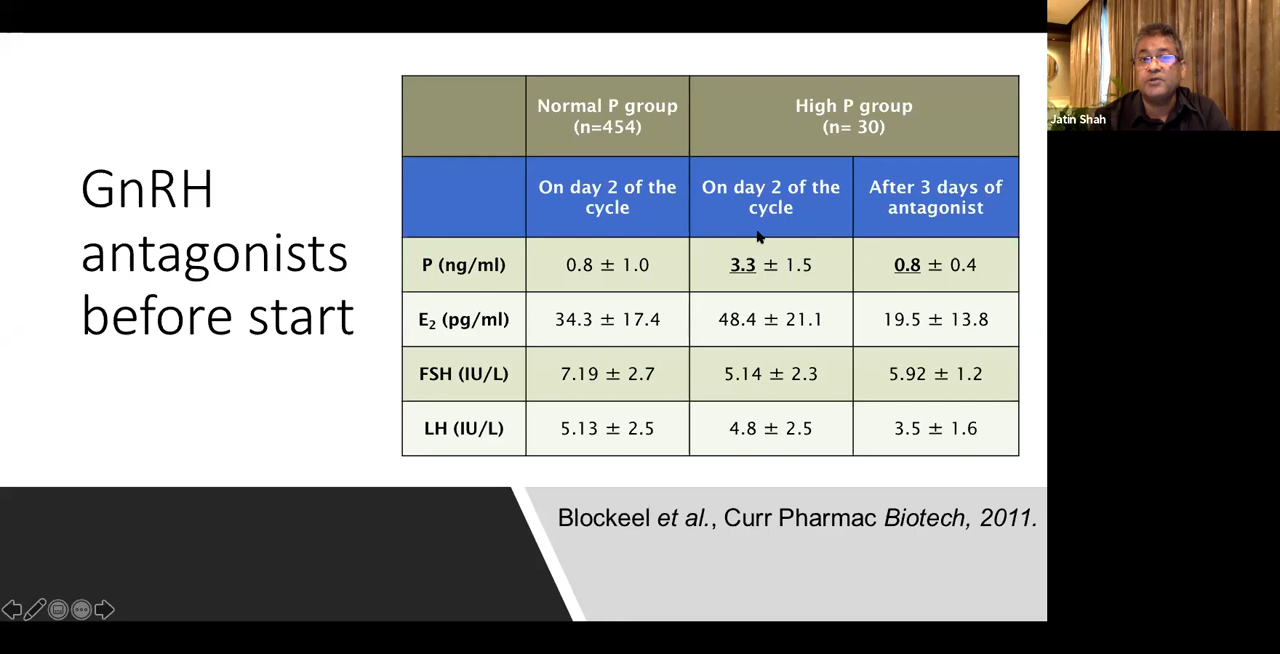 GnRH
antagonists
before start
Normal P group
(n=454)
High P group
(n= 30)
On day 2 of the
cycle
On day 2 of the
cycle
After 3 days of
antagonist
P (ng/ml) 0.8 ± 1.0 3.3 ± 1.5 0.8 ± 0.4
E₂ (pg/ml) 34.3 ± 17.4 48.4 ± 21.1 19.5 ± 13.8
FSH (IU/L) 7.19 ± 2.7 5.14 ± 2.3 5.92 ± 1.2
LH (IU/L) 5.13 ± 2.5 4.8 ± 2.5 3.5 ± 1.6
Blockeel et al., Curr Pharmac Biotech, 2011.
Jatin Shah